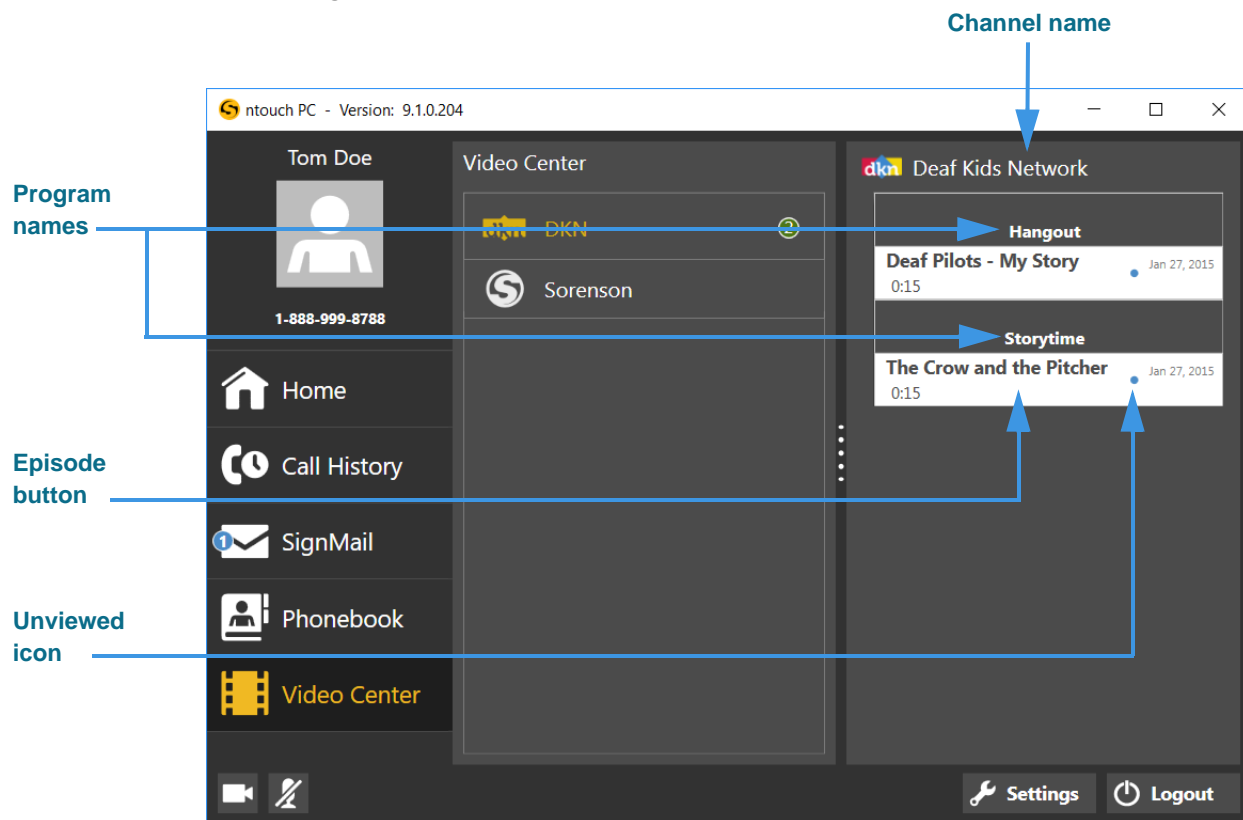 Channel name
ntouch PC - Version: 9.1.0.204
Tom Doe
1-888-999-8788
Home
Call History
1
SignMail
Phonebook
Video Center
Video Center
dkn DKN 2
Sorenson
dkn Deaf Kids Network
Hangout
Deaf Pilots - My Story Jan 27, 2015
0:15
Storytime
The Crow and the Pitcher Jan 27, 2015
0:15
Settings
Logout
Program
names
Episode
button
Unviewed
icon